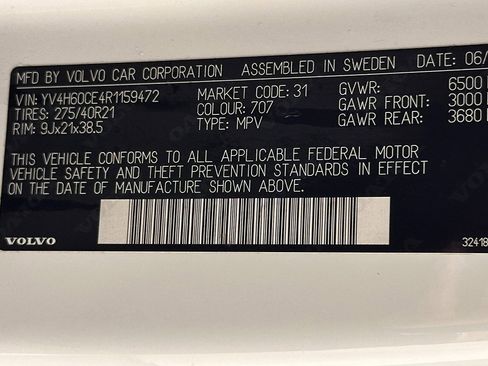 MFD BY VOLVO CAR CORPORATION ASSEMBLED IN SWEDEN DATE: 06/
VIN: YV4H60CE4R1159472 MARKET CODE: 31 GVWR: 6500
TIRES: 275/40R21 COLOUR: 707 GAWR FRONT: 3000
RIM: 9Jx21x38.5 TYPE: MPV GAWR REAR: 3680
THIS VEHICLE CONFORMS TO ALL APPLICABLE FEDERAL MOTOR
VEHICLE SAFETY AND THEFT PREVENTION STANDARDS IN EFFECT
ON THE DATE OF MANUFACTURE SHOWN ABOVE.
VOLVO 32418